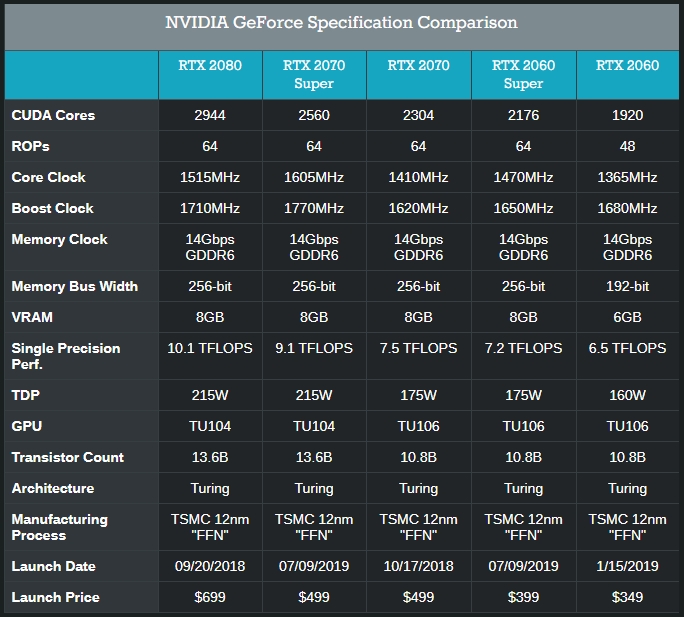 NVIDIA GeForce Specification Comparison
RTX 2080 RTX 2070 Super RTX 2070 RTX 2060 Super RTX 2060
CUDA Cores 2944 2560 2304 2176 1920
ROPs 64 64 64 64 48
Core Clock 1515MHz 1605MHz 1410MHz 1470MHz 1365MHz
Boost Clock 1710MHz 1770MHz 1620MHz 1650MHz 1680MHz
Memory Clock 14Gbps GDDR6 14Gbps GDDR6 14Gbps GDDR6 14Gbps GDDR6 14Gbps GDDR6
Memory Bus Width 256-bit 256-bit 256-bit 256-bit 192-bit
VRAM 8GB 8GB 8GB 8GB 6GB
Single Precision Perf. 10.1 TFLOPS 9.1 TFLOPS 7.5 TFLOPS 7.2 TFLOPS 6.5 TFLOPS
TDP 215W 215W 175W 175W 160W
GPU TU104 TU104 TU106 TU106 TU106
Transistor Count 13.6B 13.6B 10.8B 10.8B 10.8B
Architecture Turing Turing Turing Turing Turing
Manufacturing Process TSMC 12nm "FFN" TSMC 12nm "FFN" TSMC 12nm "FFN" TSMC 12nm "FFN" TSMC 12nm "FFN"
Launch Date 09/20/2018 07/09/2019 10/17/2018 07/09/2019 1/15/2019
Launch Price $699 $499 $499 $399 $349